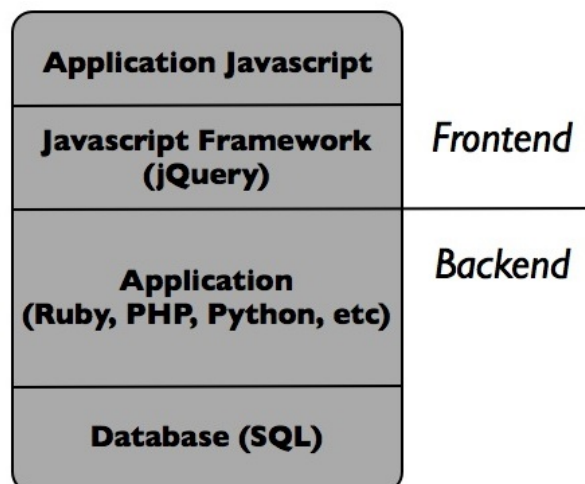 Application Javascript
Javascript Framework
(jQuery)
Frontend
Backend
Application
(Ruby, PHP, Python, etc)
Database (SQL)